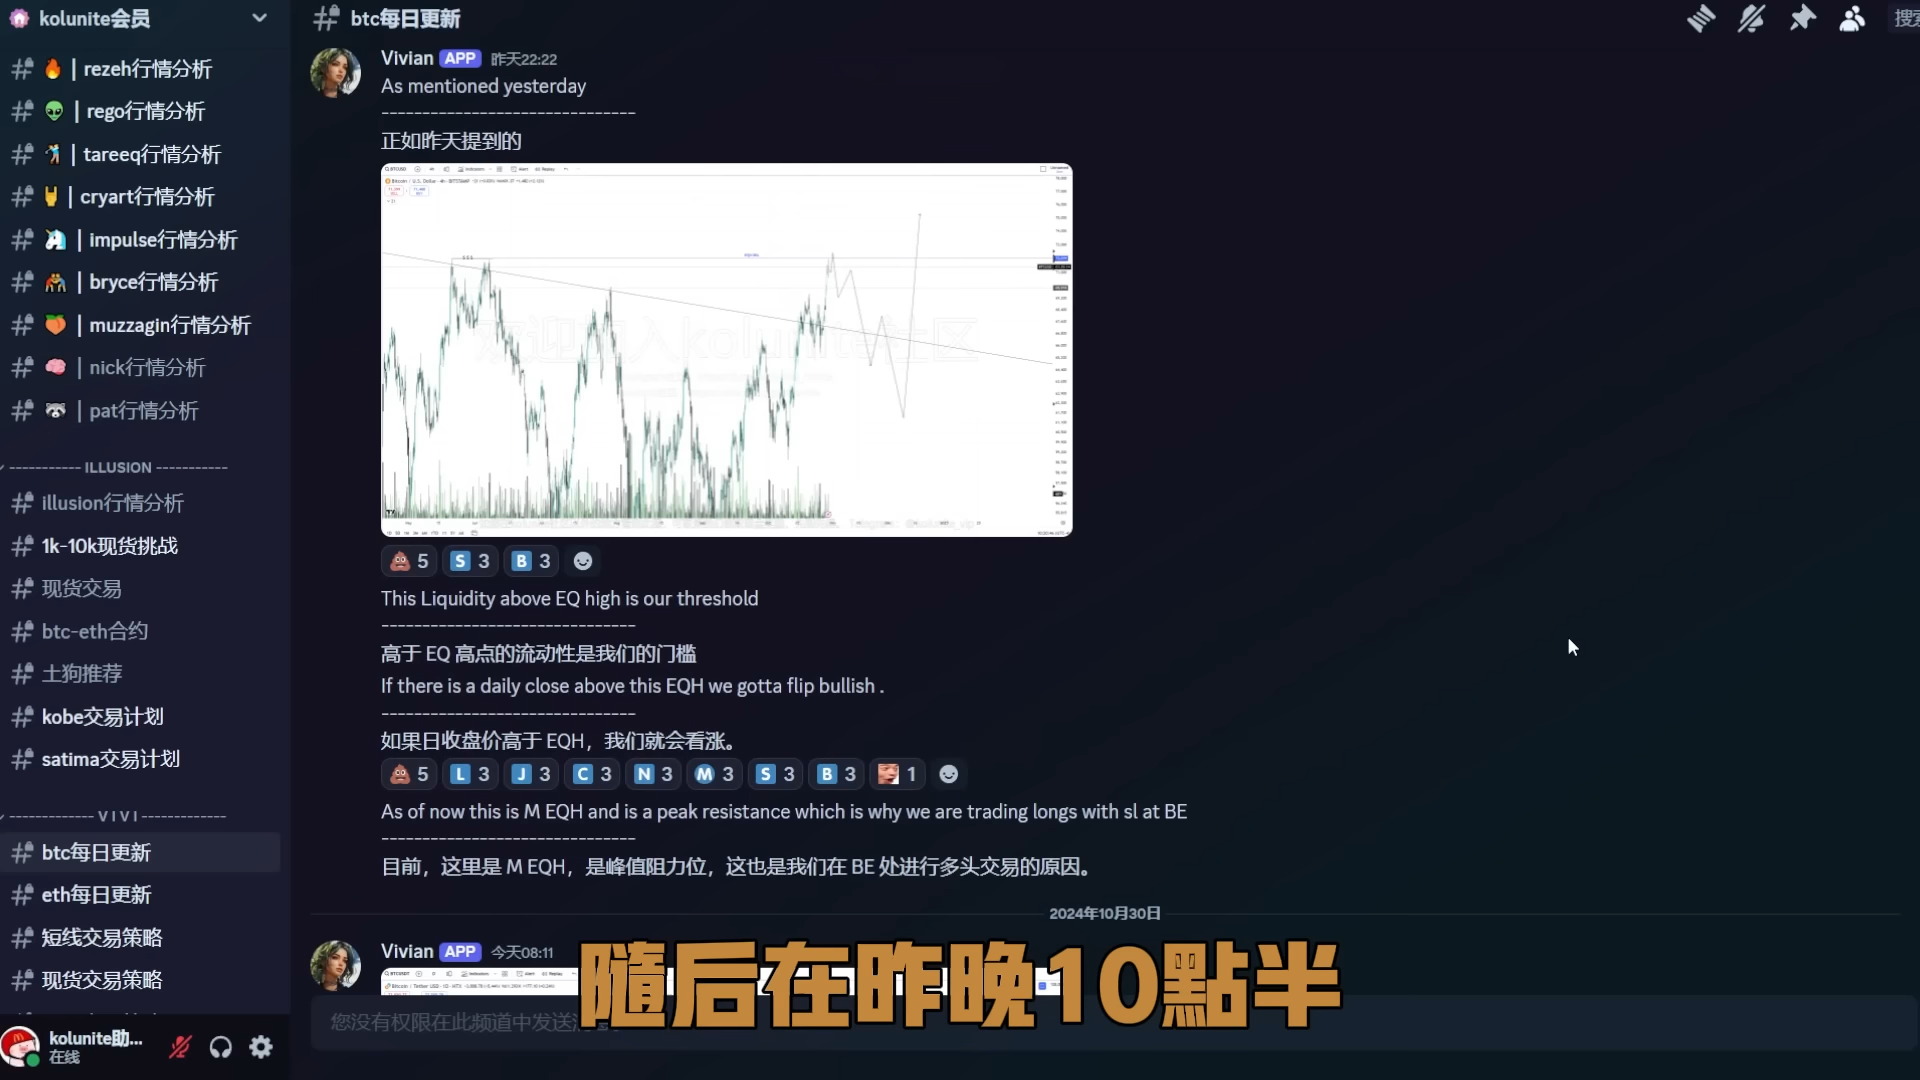 kolunite会员
🔥 | rezeh行情分析
👽 | rego行情分析
| tareeq行情分析
🤘 | cryart行情分析
🦄 | impulse行情分析
| bryce行情分析
🍑 | muzzagin行情分析
🧠 | nick行情分析
🦝 | pat行情分析
----------- ILLUSION -----------
illusion行情分析
1k-10k现货挑战
现货交易
btc-eth合约
土狗推荐
kobe交易计划
satima交易计划
------------- V I V I -------------
btc每日更新
eth每日更新
短线交易策略
现货交易策略
kolunite助...
在线
btc每日更新
Vivian APP 昨天22:22
As mentioned yesterday
-------------------------------
正如昨天提到的
💩 5 S 3 B 3
This Liquidity above EQ high is our threshold
-------------------------------
高于 EQ 高点的流动性是我们的门槛
If there is a daily close above this EQH we gotta flip bullish .
-------------------------------
如果日收盘价高于 EQH，我们就会看涨。
💩 5 L 3 J 3 C 3 N 3 M 3 S 3 B 3 1
As of now this is M EQH and is a peak resistance which is why we are trading longs with sl at BE
-------------------------------
目前，这里是 M EQH，是峰值阻力位，这也是我们在 BE 处进行多头交易的原因。
2024年10月30日
Vivian APP 今天08:11
您没有权限在此频道中发送
隨后在昨晚10點半